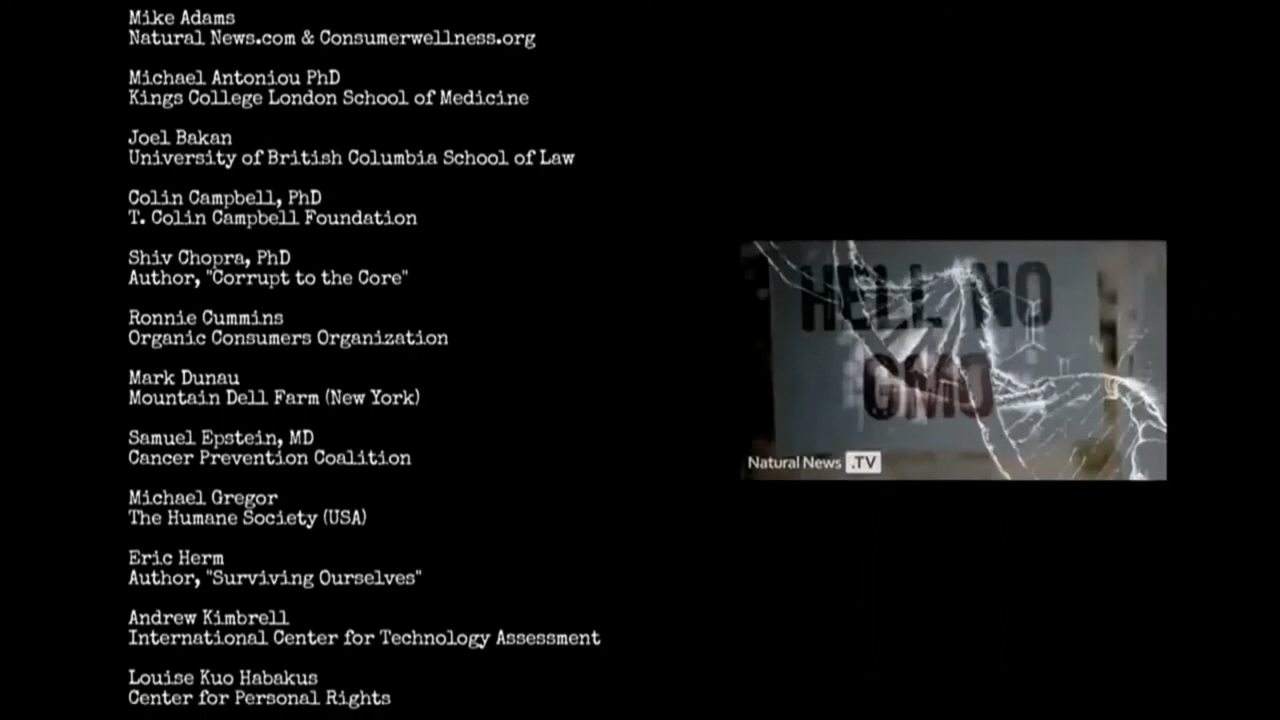 Mike Adams
Natural News.com & Consumerwellness.org
Michael Antoniou PhD
Kings College London School of Medicine
Joel Bakan
University of British Columbia School of Law
Colin Campbell, PhD
T. Colin Campbell Foundation
Shiv Chopra, PhD
Author, "Corrupt to the Core"
Ronnie Cummins
Organic Consumers Organization
Mark Dunau
Mountain Dell Farm (New York)
Samuel Epstein, MD
Cancer Prevention Coalition
Michael Gregor
The Humane Society (USA)
Eric Herm
Author, "Surviving Ourselves"
Andrew Kimbrell
International Center for Technology Assessment
Louise Kuo Habakus
Center for Personal Rights
HELL NO
GMO
Natural News .TV